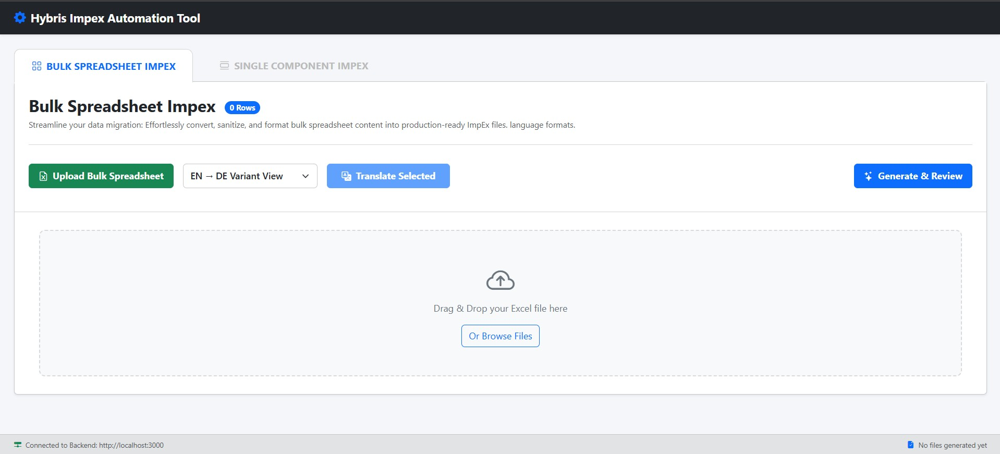 Hybris Impex Automation Tool
BULK SPREADSHEET IMPEX
SINGLE COMPONENT IMPEX
Bulk Spreadsheet Impex
0 Rows
Streamline your data migration: Effortlessly convert, sanitize, and format bulk spreadsheet content into production-ready ImpEx files. language formats.
Upload Bulk Spreadsheet
EN → DE Variant View
Translate Selected
Generate & Review
Drag & Drop your Excel file here
Or Browse Files
Connected to Backend: http://localhost:3000
No files generated yet